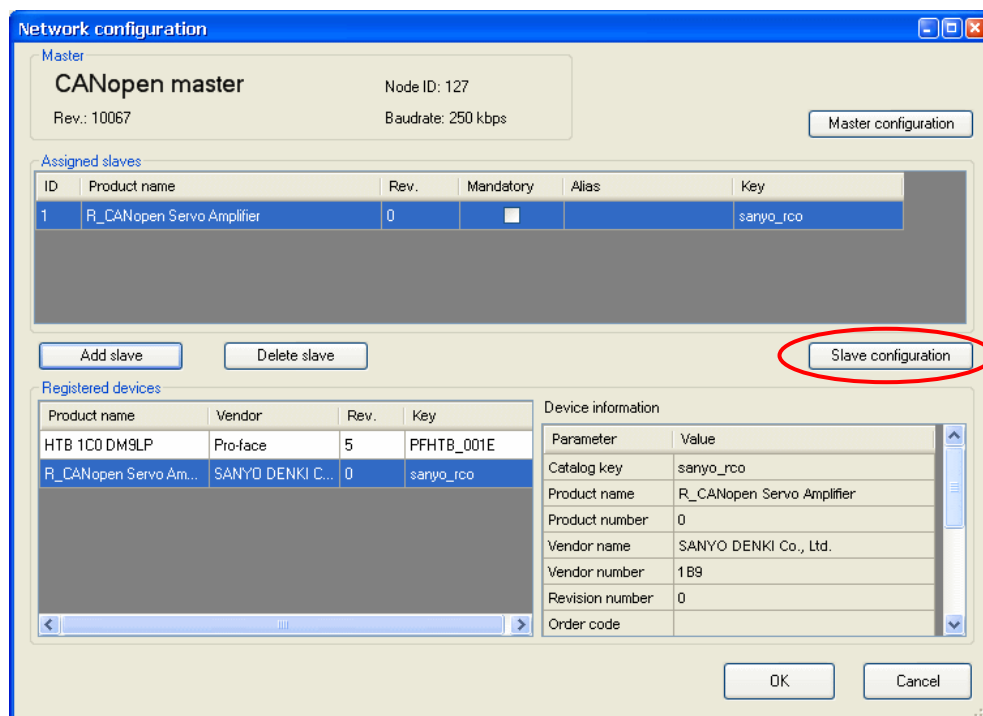 Network configuration
Master
CANopen master
Node ID: 127
Rev.: 10067
Baudrate: 250 kbps
Master configuration
Assigned slaves
ID Product name Rev. Mandatory Alias Key
1 R_CANopen Servo Amplifier 0 sanyo_rco
Add slave
Delete slave
Slave configuration
Registered devices
Product name Vendor Rev. Key
HTB 1C0 DM9LP Pro-face 5 PFHTB_001E
R_CANopen Servo Am... SANYO DENKI C... 0 sanyo_rco
Device information
Parameter Value
Catalog key sanyo_rco
Product name R_CANopen Servo Amplifier
Product number 0
Vendor name SANYO DENKI Co., Ltd.
Vendor number 1B9
Revision number 0
Order code
OK
Cancel